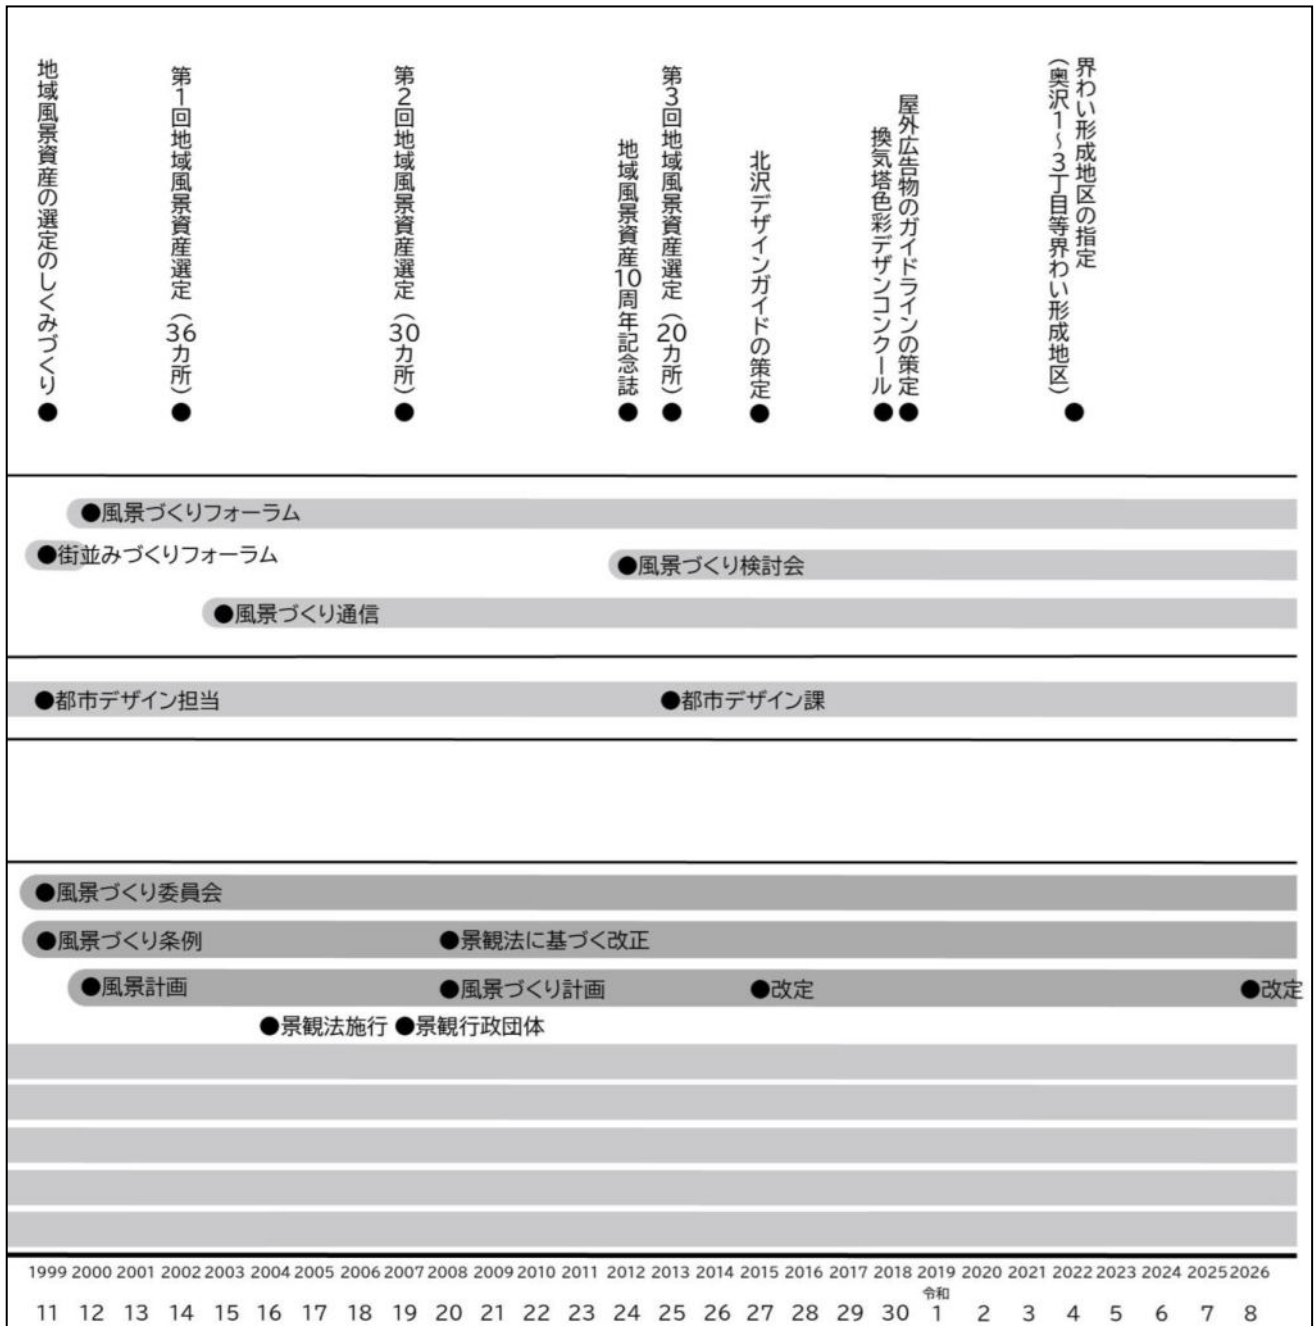 地域風景資産の選定のしくみづくり
第1回地域風景資産選定（36カ所）
第2回地域風景資産選定（30カ所）
地域風景資産10周年記念誌
第3回地域風景資産選定（20カ所）
北沢デザインガイドの策定
換気塔色彩デザンコンクール
屋外広告物のガイドラインの策定
界わい形成地区の指定
（奥沢1～3丁目等界わい形成地区）
●風景づくりフォーラム
●街並みづくりフォーラム
●風景づくり検討会
●風景づくり通信
●都市デザイン担当
●都市デザイン課
●風景づくり委員会
●風景づくり条例
●景観法に基づく改正
●風景計画
●風景づくり計画
●改定
●改定
●景観法施行
●景観行政団体
1999 2000 2001 2002 2003 2004 2005 2006 2007 2008 2009 2010 2011 2012 2013 2014 2015 2016 2017 2018 2019 2020 2021 2022 2023 2024 2025 2026
令和
11 12 13 14 15 16 17 18 19 20 21 22 23 24 25 26 27 28 29 30 1 2 3 4 5 6 7 8